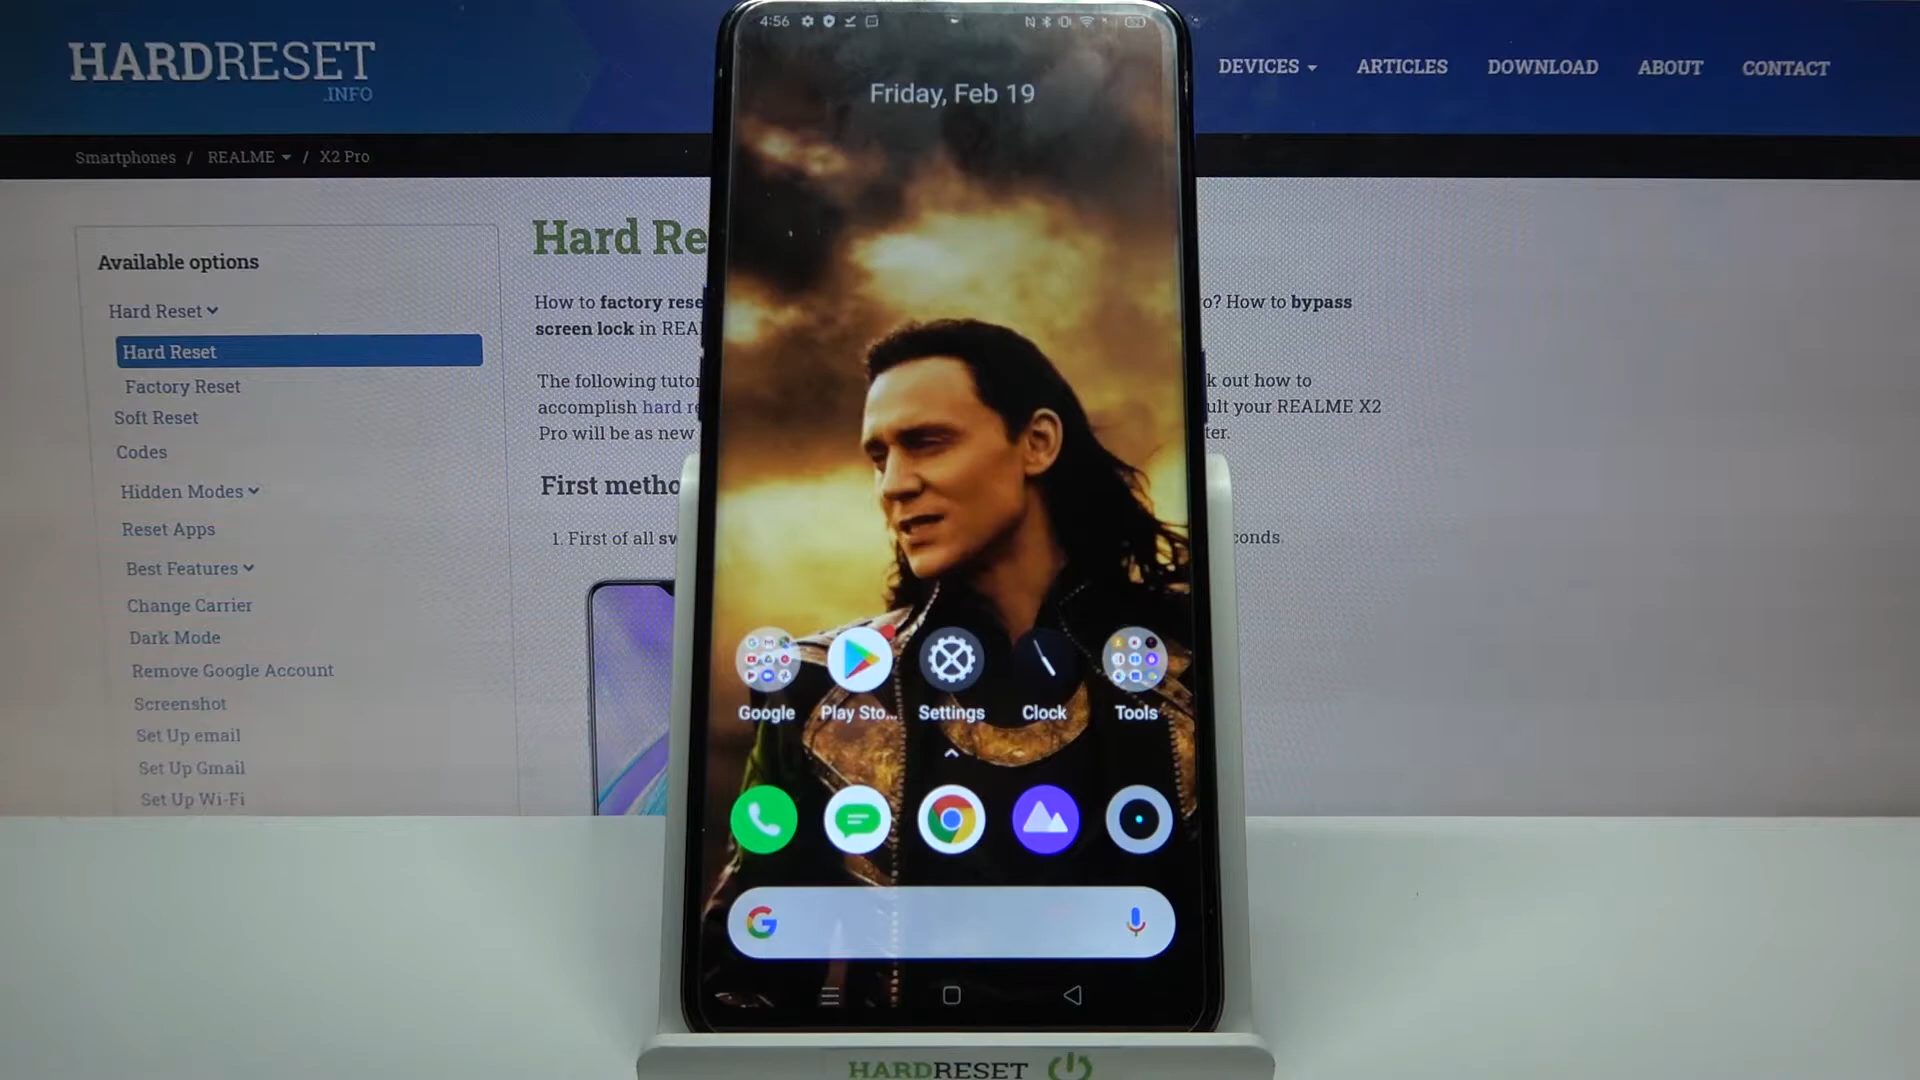 HARDRESET
.INFO
DEVICES
ARTICLES
DOWNLOAD
ABOUT
CONTACT
Smartphones / REALME / X2 Pro
4:56
Friday, Feb 19
Available options
Hard Reset
Hard Reset
Factory Reset
Soft Reset
Codes
Hidden Modes
Reset Apps
Best Features
Change Carrier
Dark Mode
Remove Google Account
Screenshot
Set Up email
Set Up Gmail
Set Up Wi-Fi
Hard Re
How to factory rese
o? How to bypass
screen lock in REA
The following tutor
k out how to
accomplish hard re
ult your REALME X2
Pro will be as new
ter.
First metho
1. First of all sw
conds.
Google
Play Sto...
Settings
Clock
Tools
HARDRESET